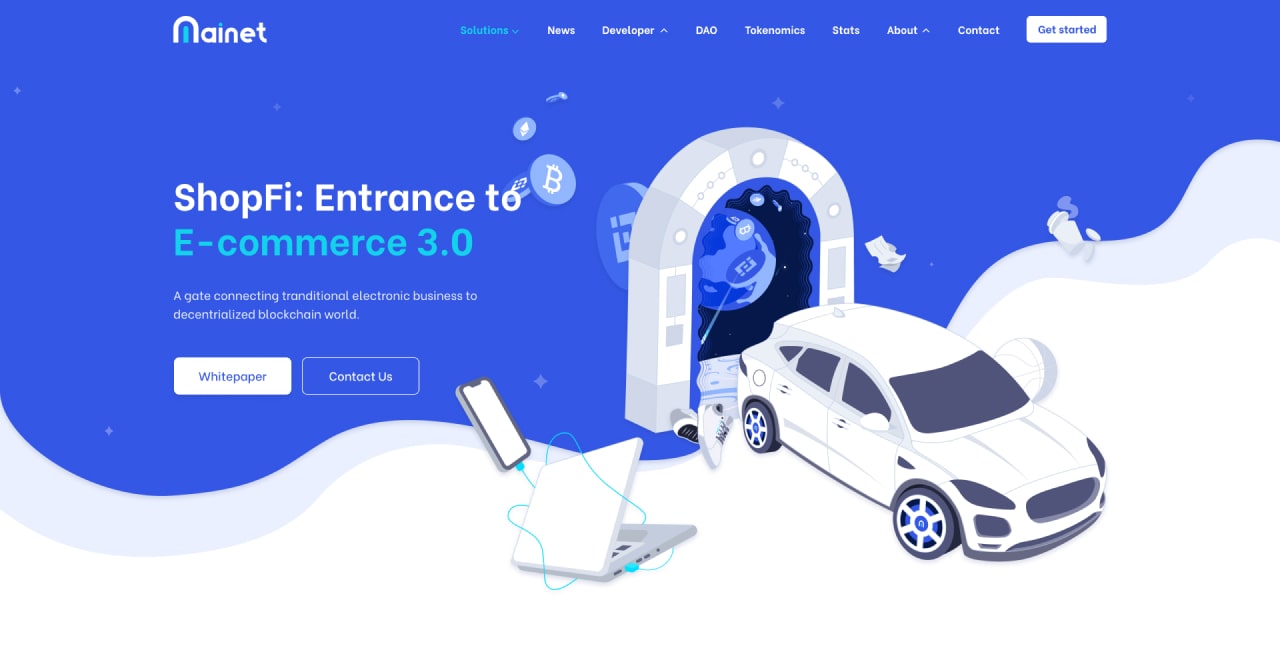 Mainet
Solutions
News
Developer
DAO
Tokenomics
Stats
About
Contact
Get started
ShopFi: Entrance to
E-commerce 3.0
A gate connecting tranditional electronic business to
decentrialized blockchain world.
Whitepaper
Contact Us